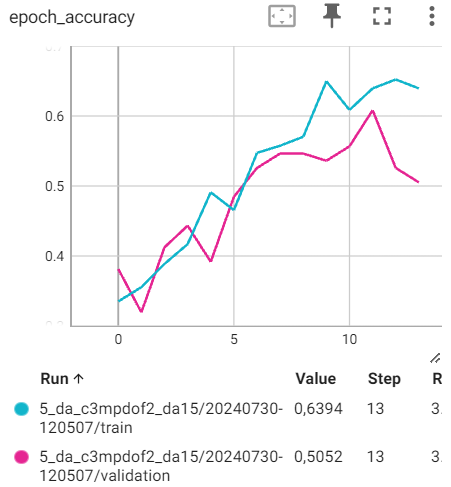 epoch_accuracy
0.6
0.5
0.4
0
5
10
Run ↑ Value Step R
5_da_c3mpdof2_da15/20240730- 0,6394 13 3.
120507/train
5_da_c3mpdof2_da15/20240730- 0,5052 13 3.
120507/validation